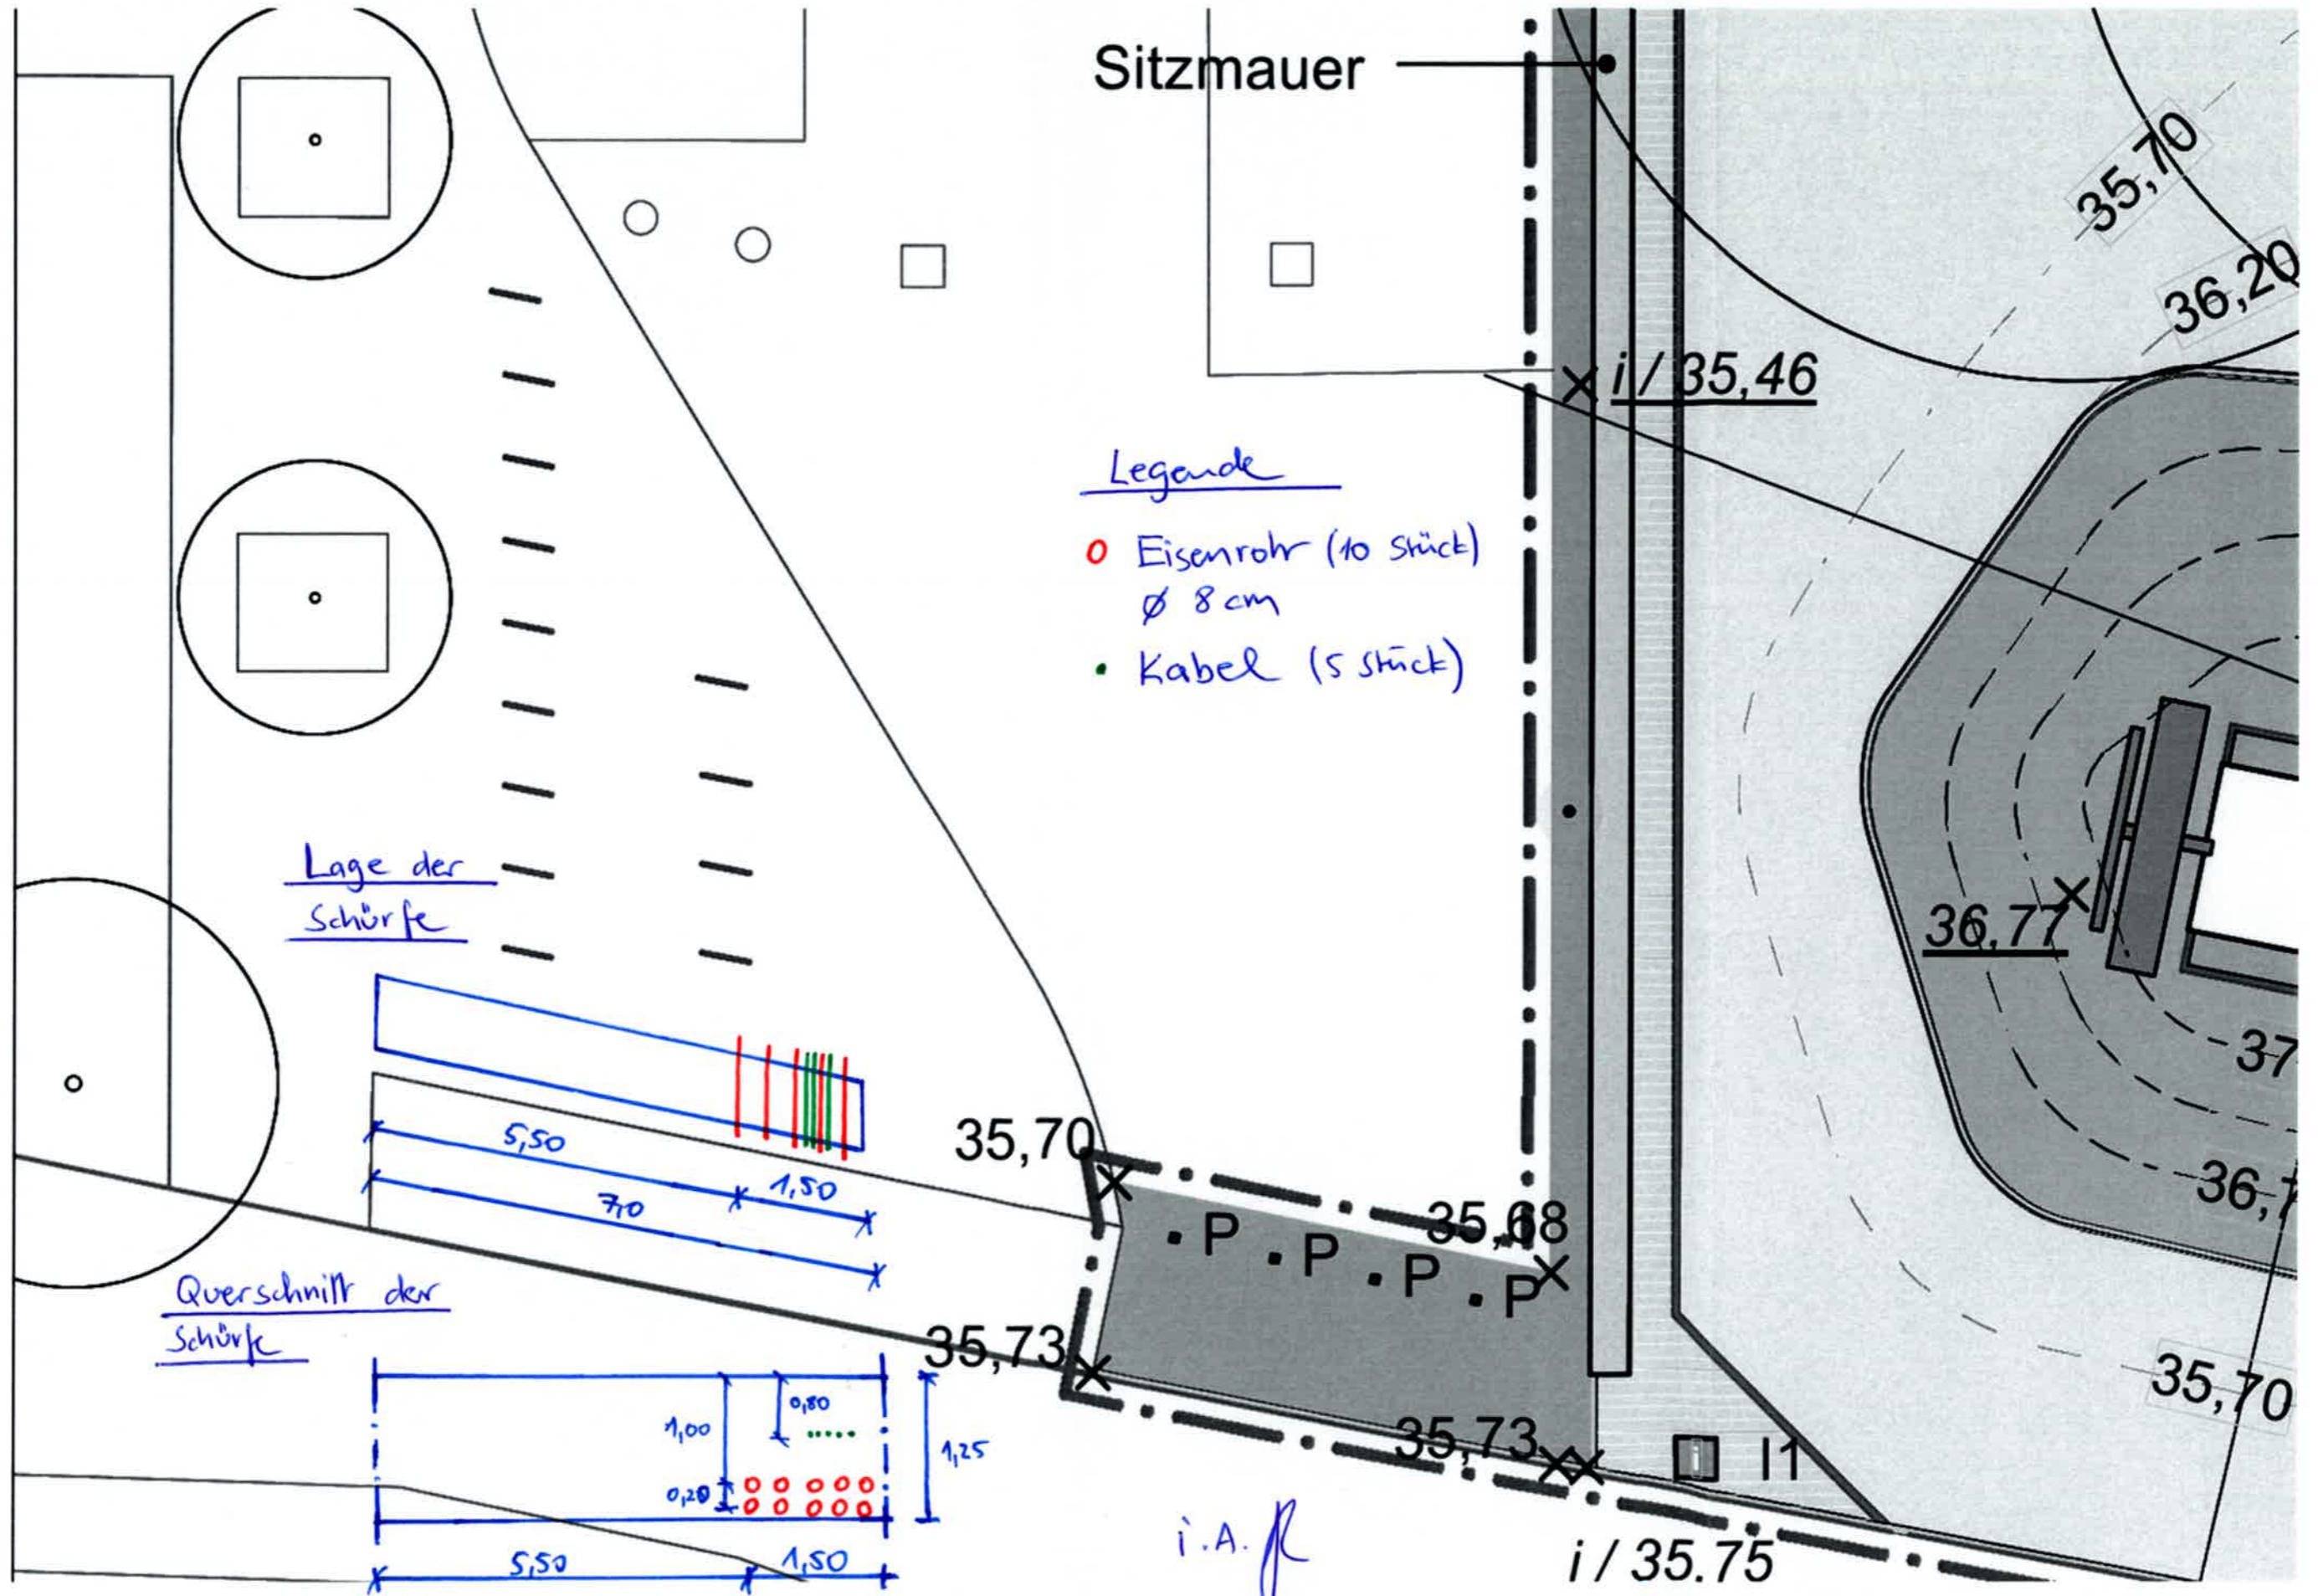 Sitzmauer
35,70
36,20
i / 35,46
Legende
Eisenrohr (10 Stück)
Ø 8 cm
Kabel (5 Stück)
Lage der
Schürfe
36,77
37
5,50
1,50
7,0
35,70
35,68
P
P
P
P
36,7
Querschnitt der
Schürfe
35,73
35,73
35,70
1,00
0,80
1,25
0,20
I1
5,50
1,50
i.A.
i / 35.75